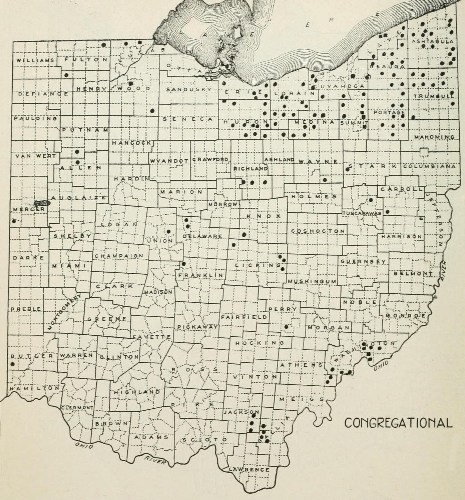 L A K E E
ASHTABULA
WILLIAMS FULTON LUCAS
GEAUGA
DEFIANCE HENRY WOOD SANDUSKY ERIE LORAIN CUYAHOGA
TRUMBULL
PAULDING SENECA HURON MEDINA SUMMIT PORTAGE
PUTNAM
MAHONING
HANCOCK
VAN WERT ALLEN WYANDOT CRAWFORD ASHLAND WAYNE STARK COLUMBIANA
RICHLAND
HARDIN
MARION
CARROLL
AUGLAIZE HOLMES
MERCER MORROW
JEFFERSON
KNOX TUSCARAWAS
LOGAN
SHELBY UNION DELAWARE COSHOCTON HARRISON
DARKE CHAMPAIGN
MIAMI LICKING GUERNSEY
RIVER
FRANKLIN BELMONT
CLARK MADISON MUSKINGUM
PREBLE MONTGOMERY NOBLE
GREENE FAIRFIELD PERRY MONROE
PICKAWAY MORGAN
FAYETTE HOCKING
BUTLER WARREN CLINTON
ATHENS
OHIO
ROSS VINTON
HAMILTON HIGHLAND MEIGS
CLERMONT PIKE JACKSON
CONGREGATIONAL
BROWN
ADAMS SCIOTO
OHIO RIVER
LAWRENCE